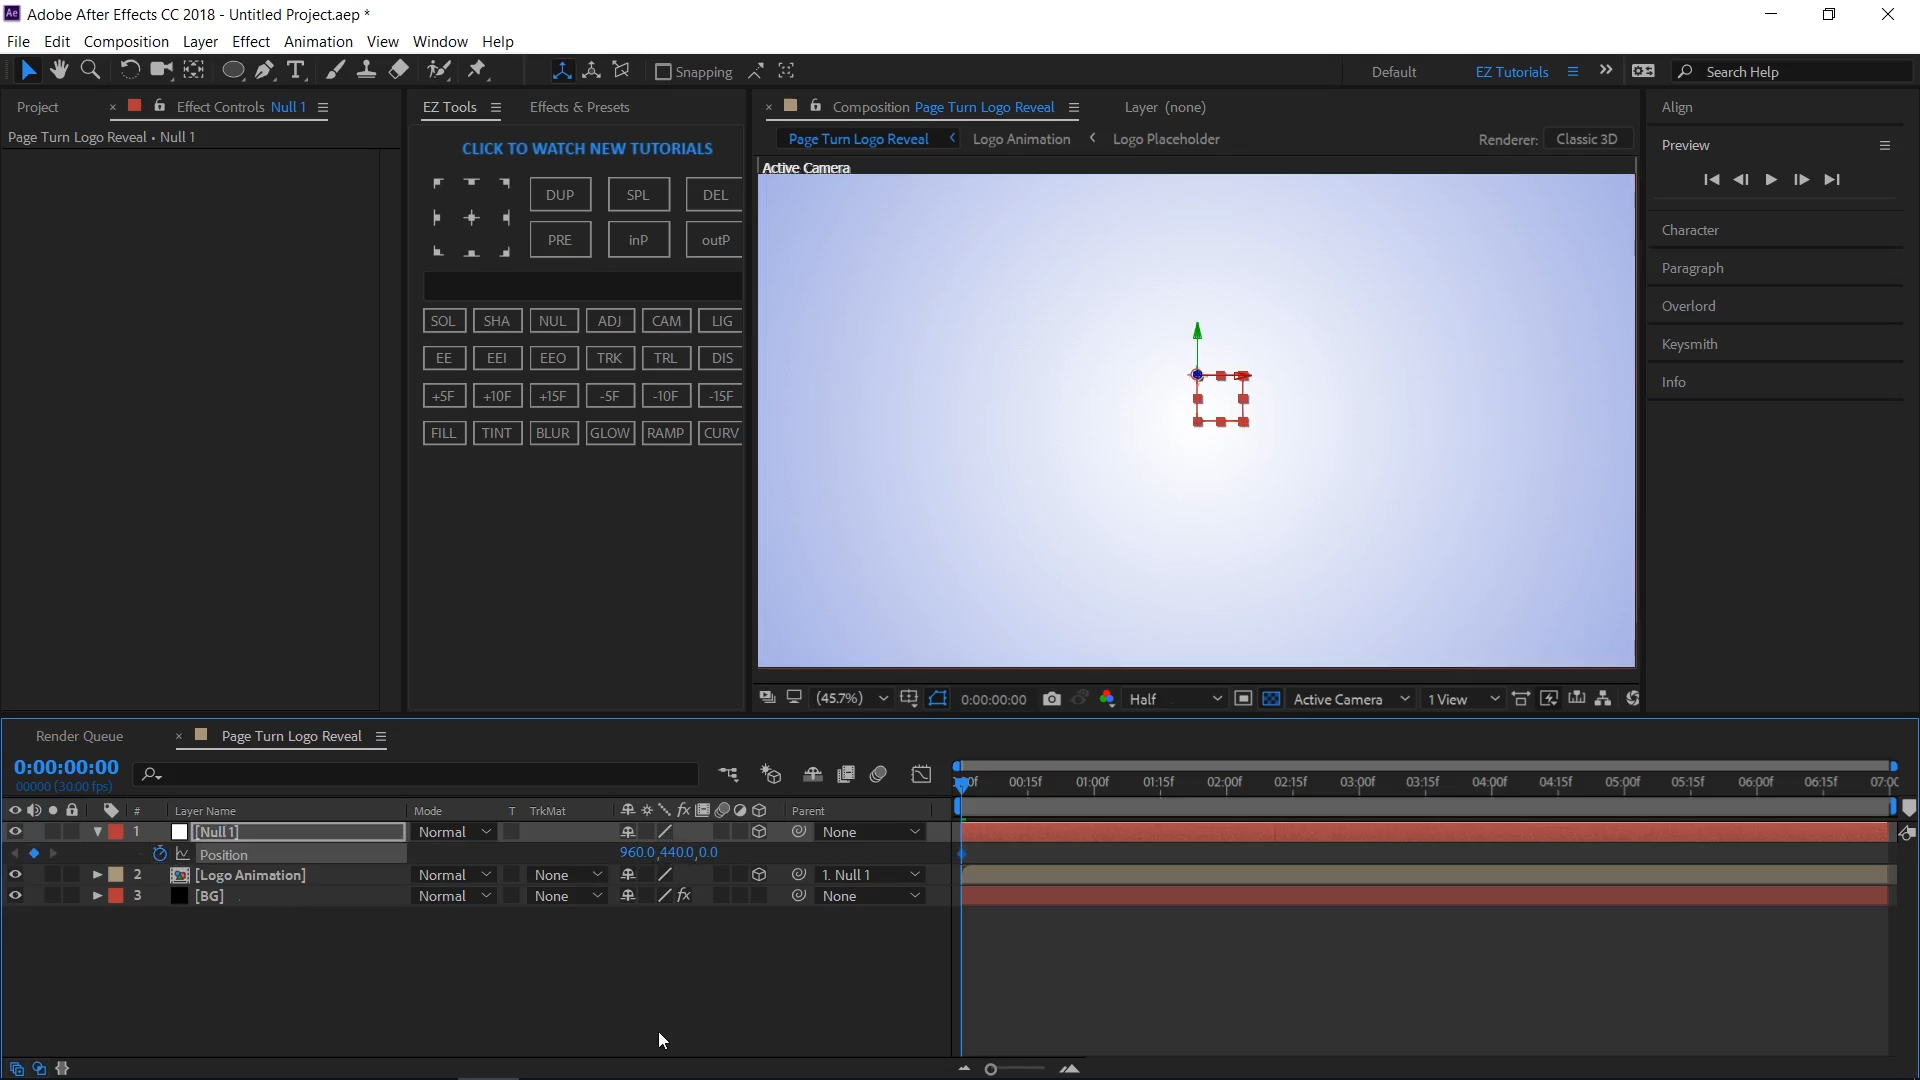 Ae Adobe After Effects CC 2018 - Untitled Project.aep *
File Edit Composition Layer Effect Animation View Window Help
Snapping
Default EZ Tutorials Search Help
Project × Effect Controls Null 1
Page Turn Logo Reveal • Null 1
EZ Tools Effects & Presets
CLICK TO WATCH NEW TUTORIALS
DUP SPL DEL
PRE inP outP
SOL SHA NUL ADJ CAM LIG
EE EEI EEO TRK TRL DIS
+5F +10F +15F -5F -10F -15F
FILL TINT BLUR GLOW RAMP CURV
× Composition Page Turn Logo Reveal Layer (none)
Page Turn Logo Reveal < Logo Animation < Logo Placeholder Renderer: Classic 3D
Active Camera
(45.7%) 0:00:00:00 Half Active Camera 1 View
Align
Preview
Character
Paragraph
Overlord
Keysmith
Info
Render Queue × Page Turn Logo Reveal
0:00:00:00
00000 (30.00 fps)
00:15f 01:00f 01:15f 02:00f 02:15f 03:00f 03:15f 04:00f 04:15f 05:00f 05:15f 06:00f 06:15f
# Layer Name Mode T TrkMat fx Parent
1 [Null 1] Normal None
Position 960.0,440.0,0.0
2 [Logo Animation] Normal None 1. Null 1
3 [BG] Normal None fx None